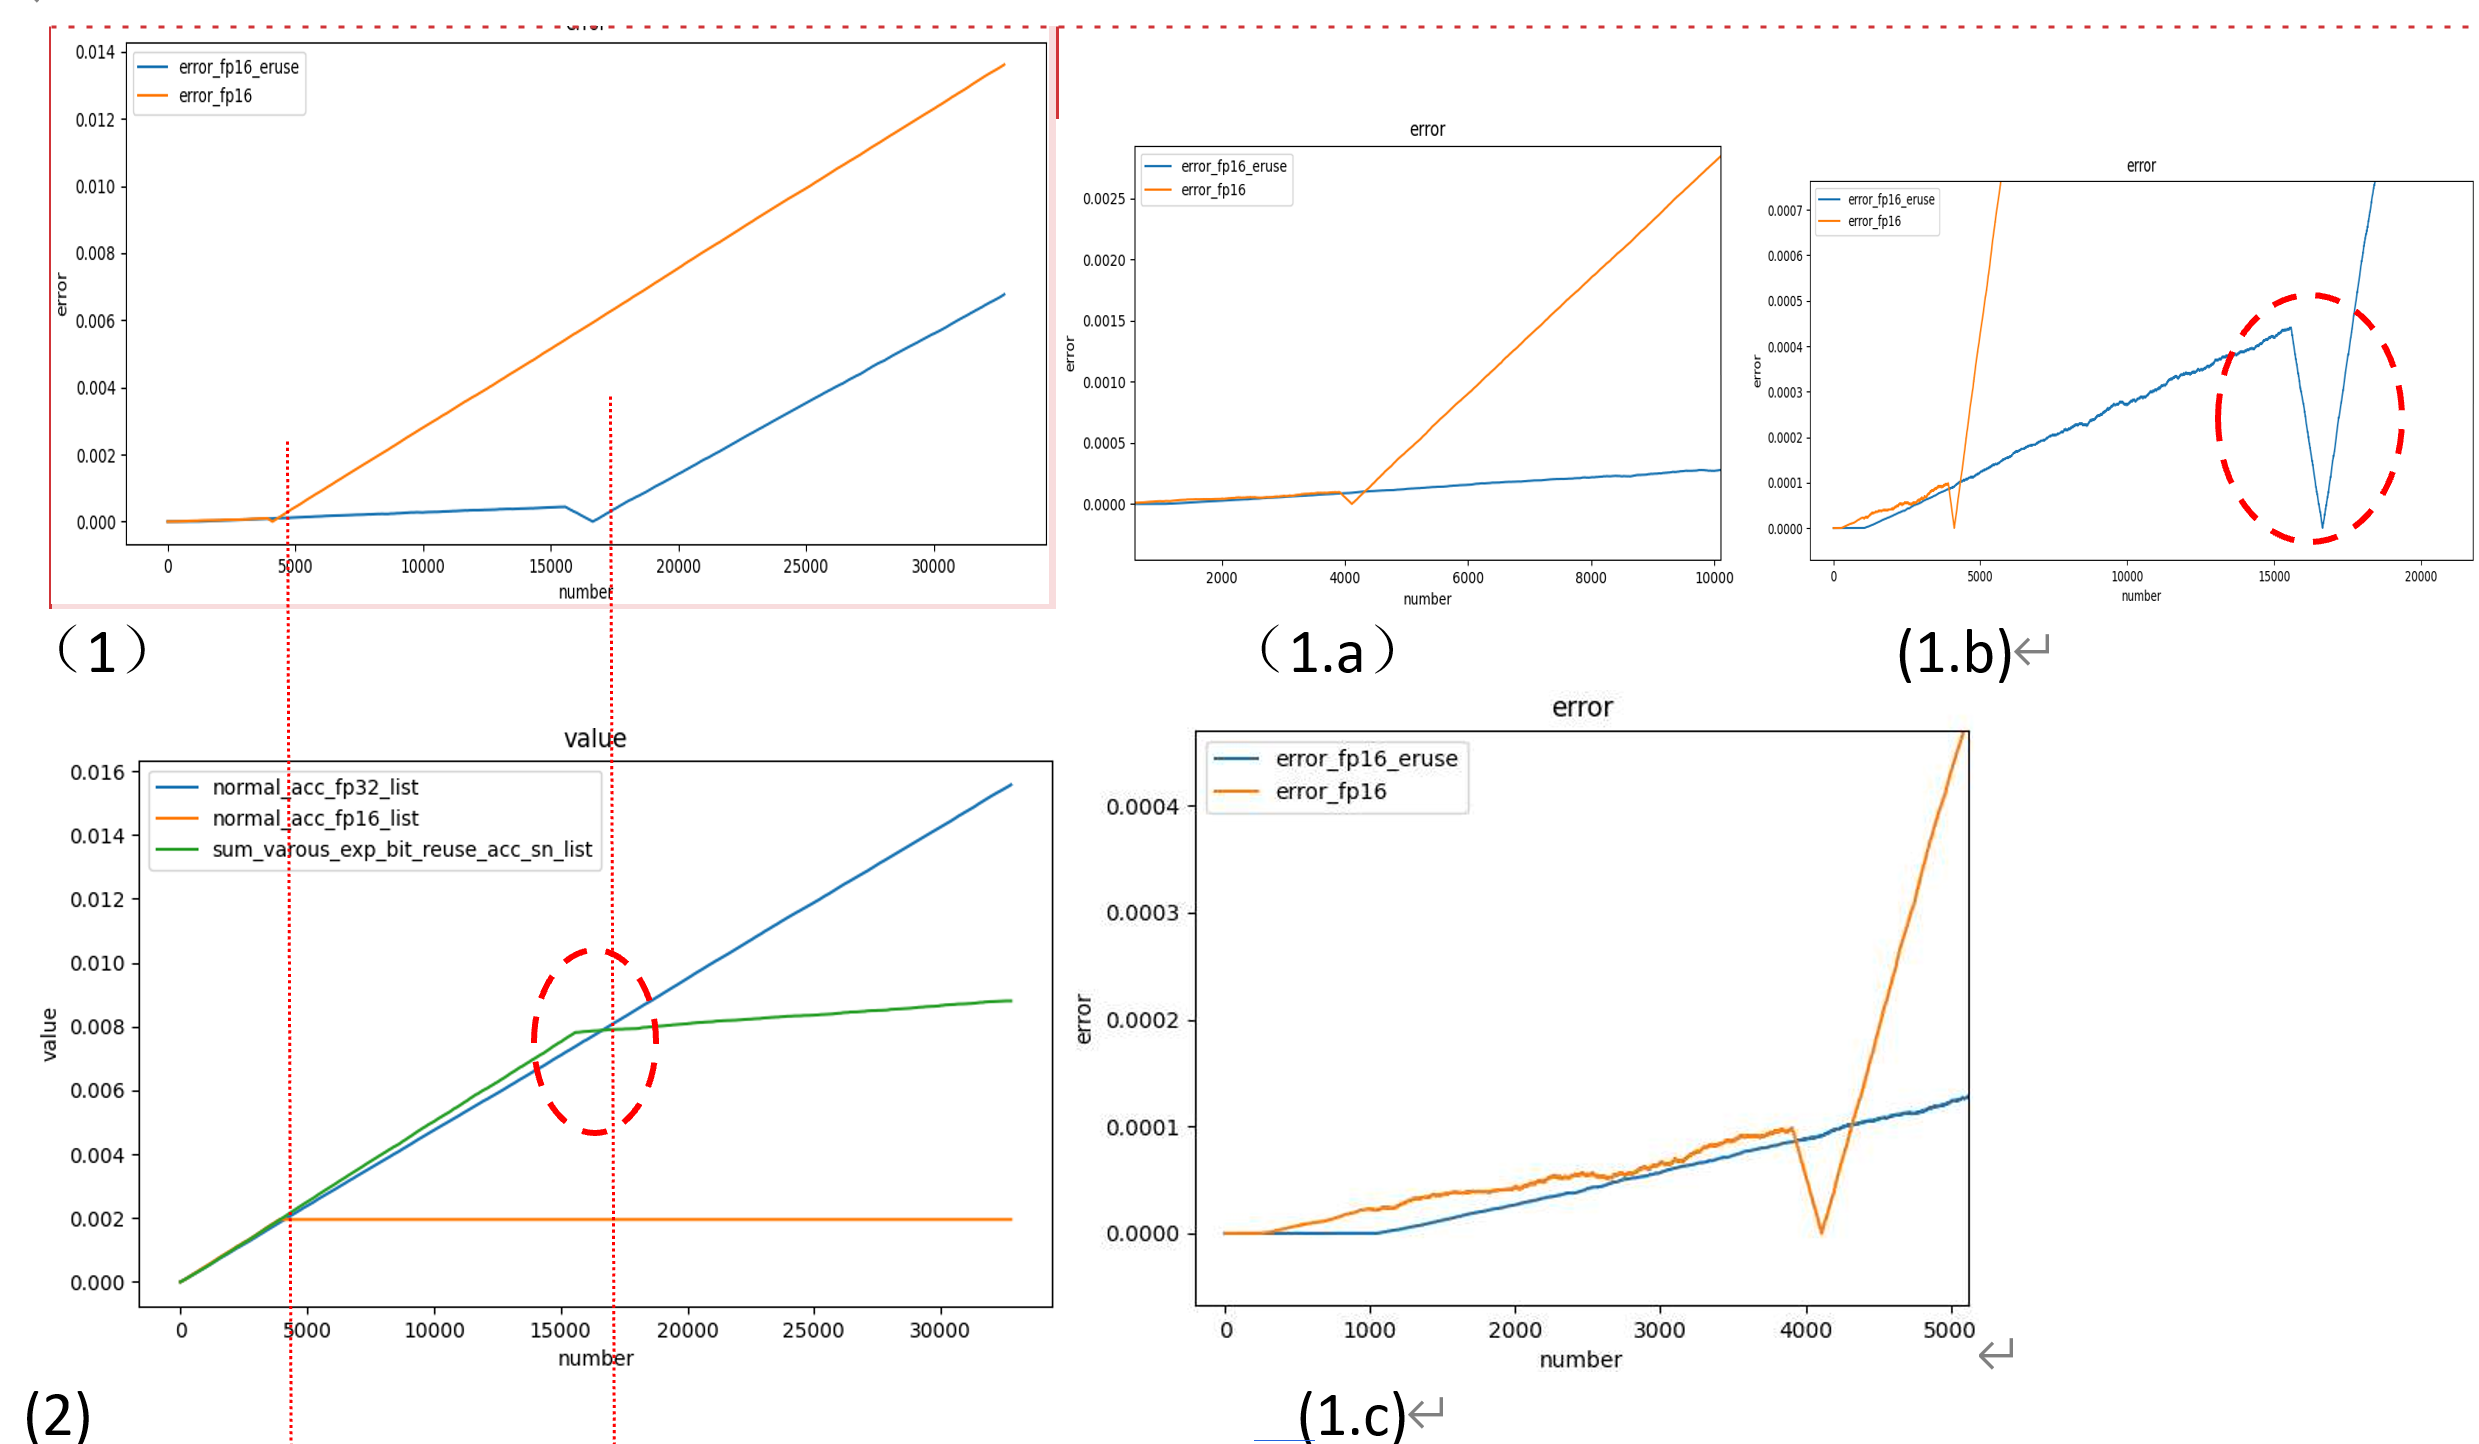 error_fp16_eruse
error_fp16
0.014
0.012
0.010
0.008
0.006
0.004
0.002
0.000
error
0 5000 10000 15000 20000 25000 30000
number
（1）
error
error_fp16_eruse
error_fp16
0.0025
0.0020
0.0015
0.0010
0.0005
0.0000
error
2000 4000 6000 8000 10000
number
（1.a）
error
error_fp16_eruse
error_fp16
0.0007
0.0006
0.0005
0.0004
0.0003
0.0002
0.0001
0.0000
error
0 5000 10000 15000 20000
number
(1.b)
value
normal_acc_fp32_list
normal_acc_fp16_list
sum_varous_exp_bit_reuse_acc_sn_list
0.016
0.014
0.012
0.010
0.008
0.006
0.004
0.002
0.000
value
0 5000 10000 15000 20000 25000 30000
number
(2)
error
error_fp16_eruse
error_fp16
0.0004
0.0003
0.0002
0.0001
0.0000
error
0 1000 2000 3000 4000 5000
number
(1.c)